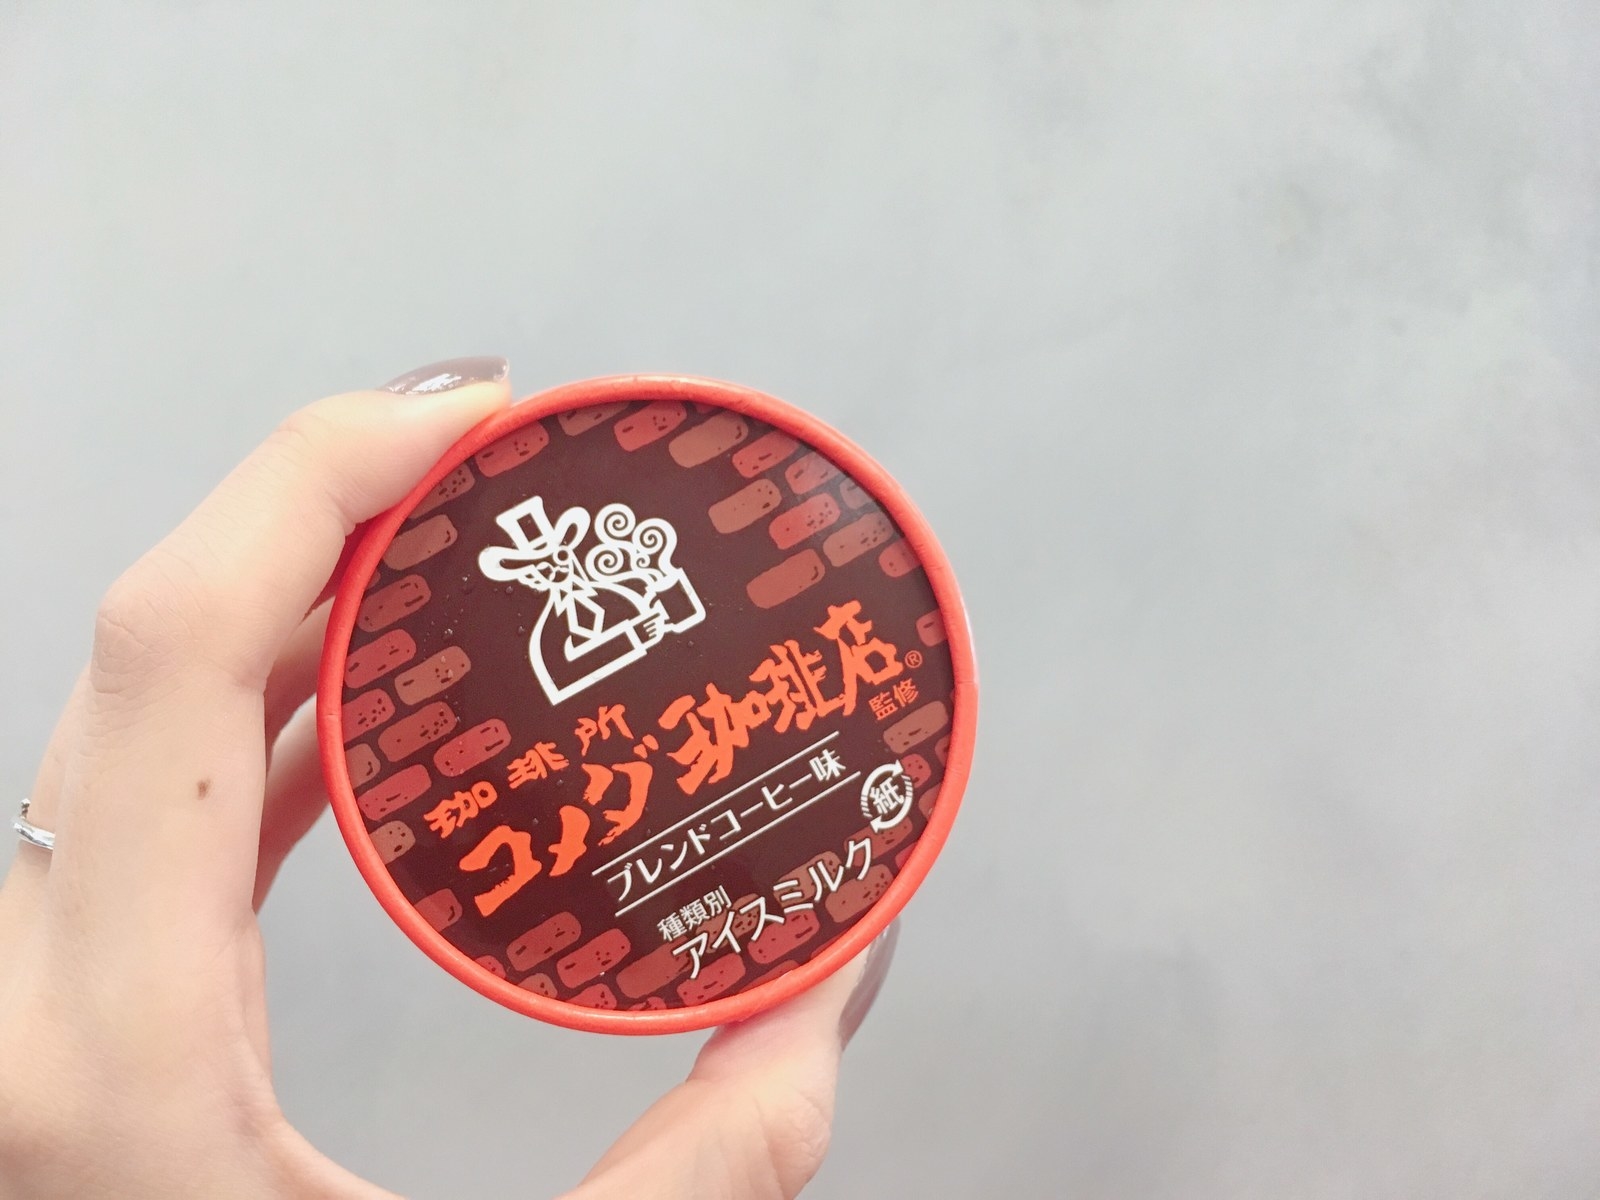 珈琲所
コメダ珈琲店®
監修
ブレンドコーヒー味
紙
種類別
アイスミルク